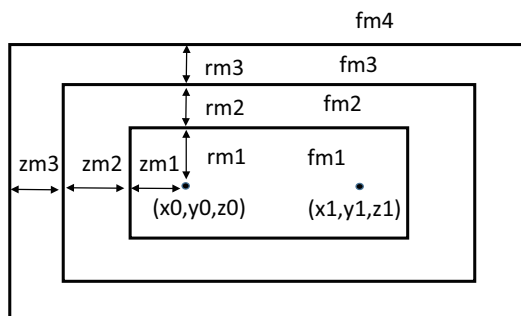 fm4
rm3 fm3
rm2 fm2
zm3 zm2 zm1 rm1 fm1
(x0,y0,z0) (x1,y1,z1)